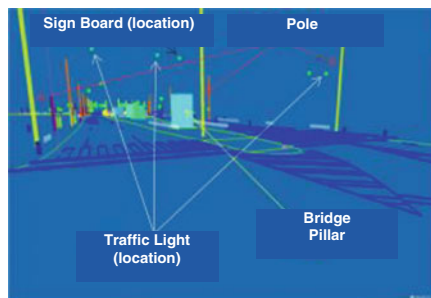 Sign Board (location)
Pole
Bridge
Pillar
Traffic Light
(location)